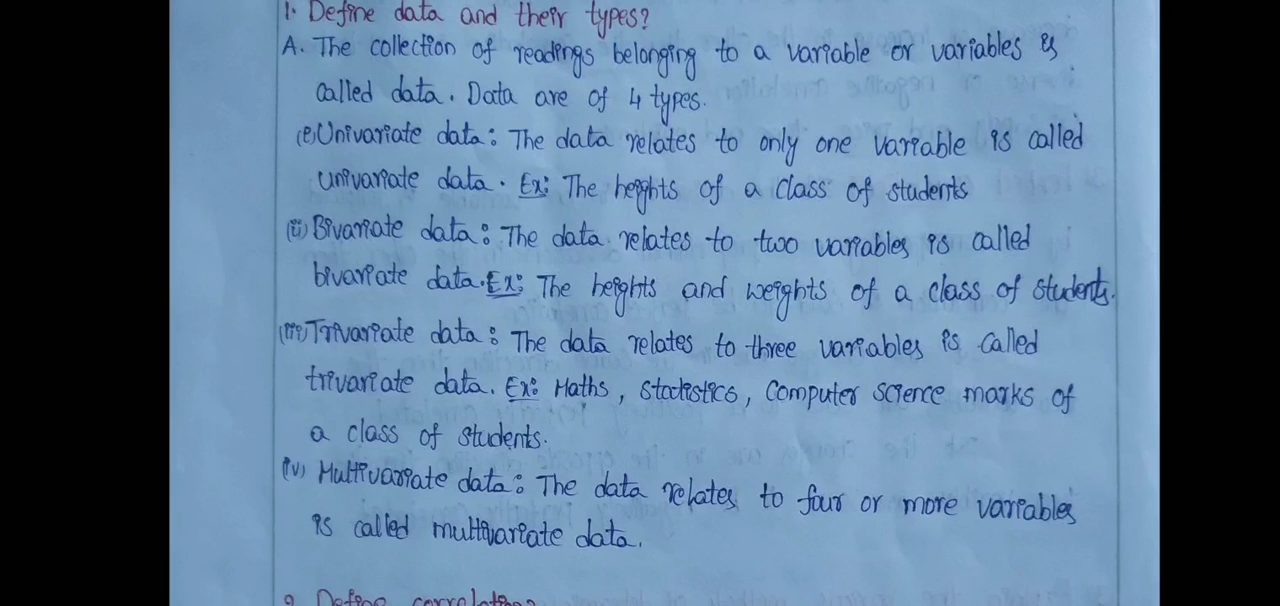 1. Define data and their types?
A. The collection of readings belonging to a variable or variables is
called data. Data are of 4 types.
(i) Univariate data: The data relates to only one variable is called
univariate data. Ex: The heights of a class of students
(ii) Bivariate data: The data relates to two variables is called
bivariate data. Ex: The heights and weights of a class of students.
(iii) Trivariate data: The data relates to three variables is called
trivariate data. Ex: Maths, Statistics, Computer science marks of
a class of students.
(iv) Multivariate data: The data relates to four or more variables
is called multivariate data.
2. Define correlation?